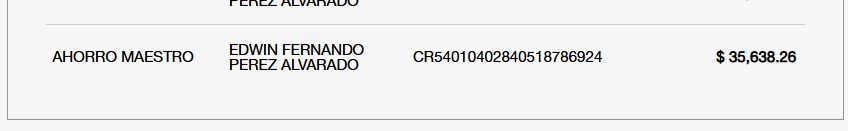 PEREZ ALVARADO
AHORRO MAESTRO EDWIN FERNANDO PEREZ ALVARADO CR54010402840518786924 $ 35,638.26